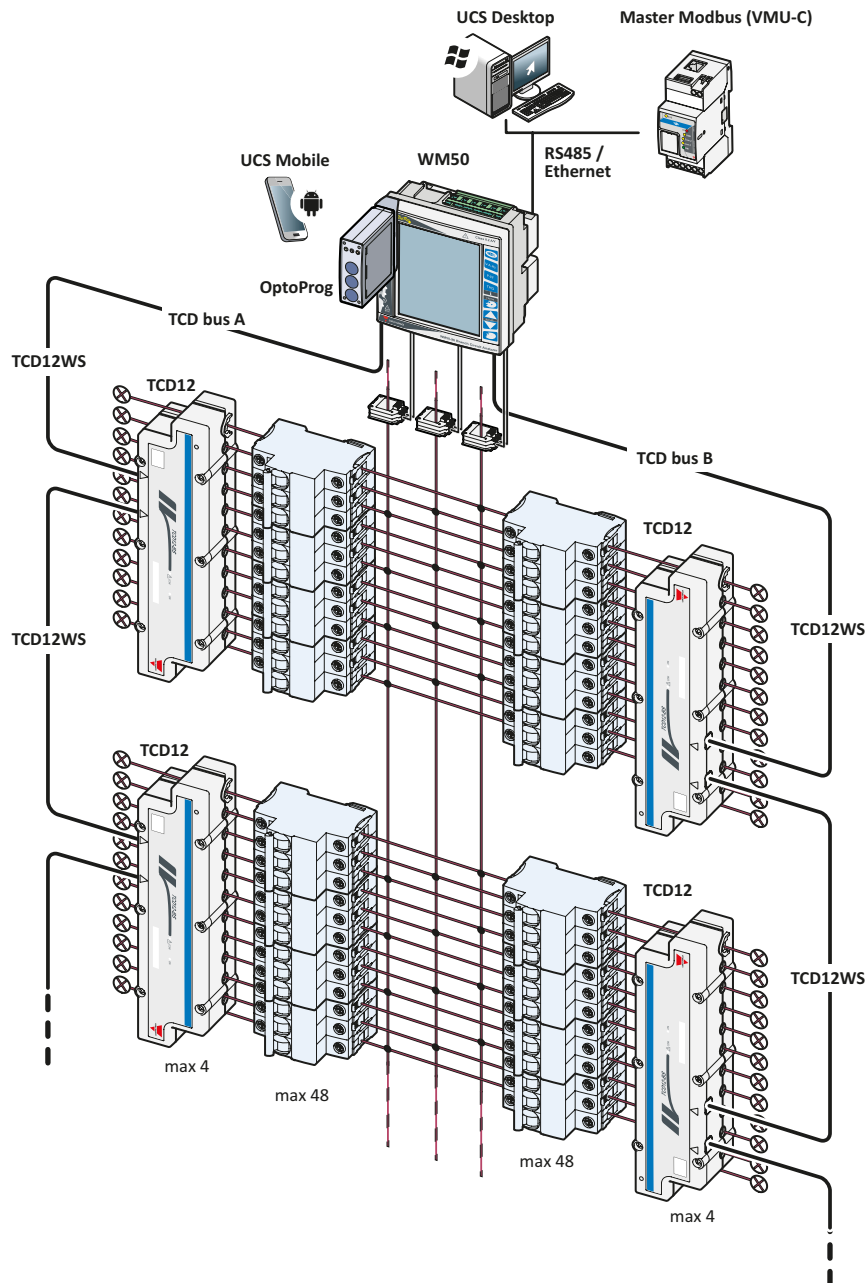 UCS Desktop
Master Modbus (VMU-C)
RS485 /
Ethernet
WM50
UCS Mobile
OptoProg
TCD bus A
TCD12WS
TCD12
TCD bus B
TCD12
TCD12WS
TCD12WS
TCD12
TCD12
TCD12WS
max 4
max 48
max 48
max 4